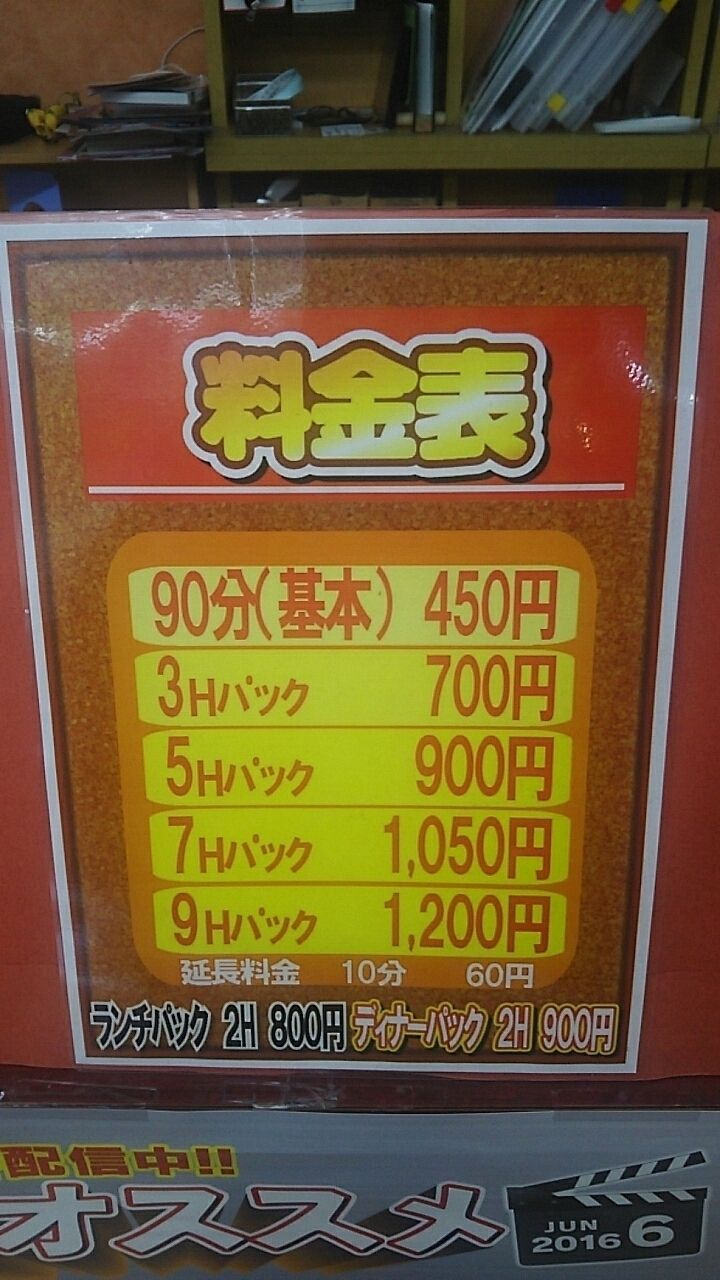 料金表
90分(基本) 450円
3Hパック 700円
5Hパック 900円
7Hパック 1,050円
9Hパック 1,200円
延長料金 10分 60円
ランチパック 2H 800円 ディナーパック 2H 900円
配信中!!
オススメ
JUN
2016 6